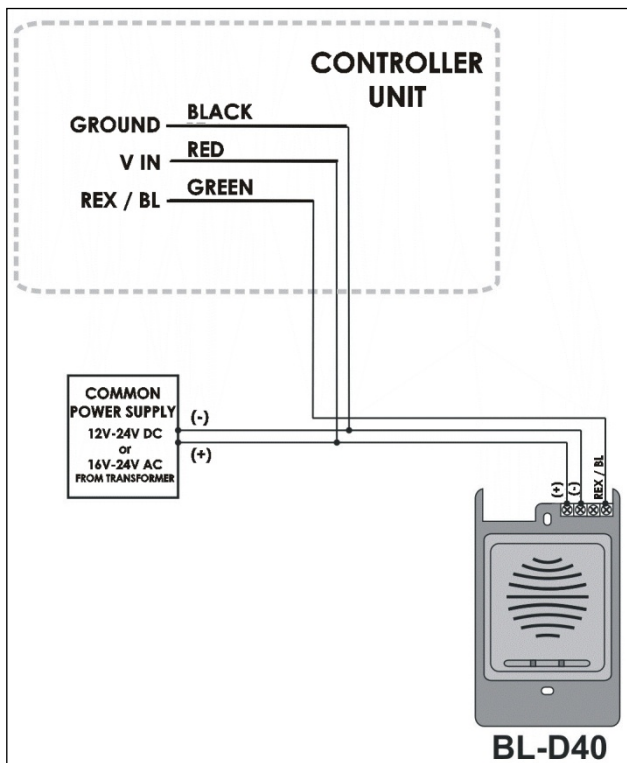 CONTROLLER
UNIT
GROUND BLACK
V IN RED
REX / BL GREEN
COMMON
POWER SUPPLY
12V-24V DC
or
16V-24V AC
FROM TRANSFORMER
(-)
(+)
(+)
(-)
REX / BL
BL-D40